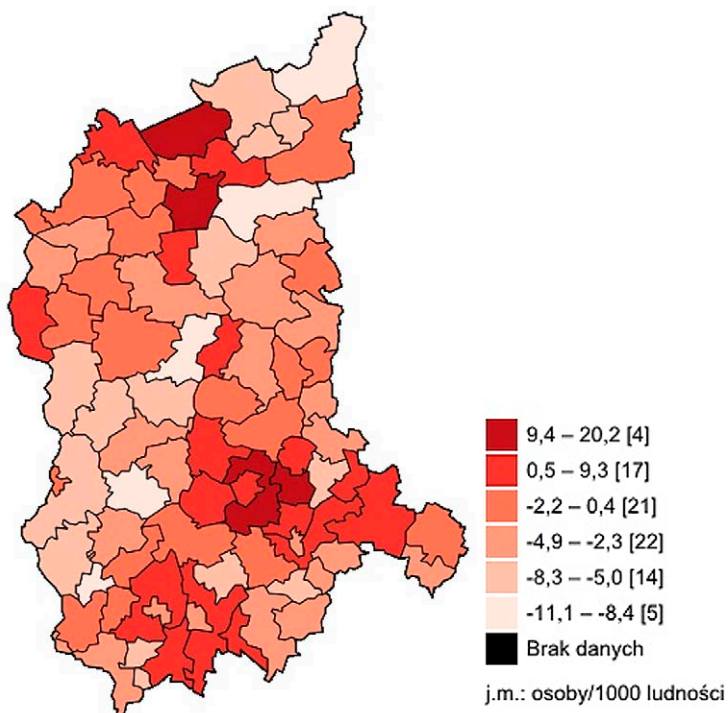 9,4 – 20,2 [4]
0,5 – 9,3 [17]
-2,2 – 0,4 [21]
-4,9 – -2,3 [22]
-8,3 – -5,0 [14]
-11,1 – -8,4 [5]
Brak danych
j.m.: osoby/1000 ludności